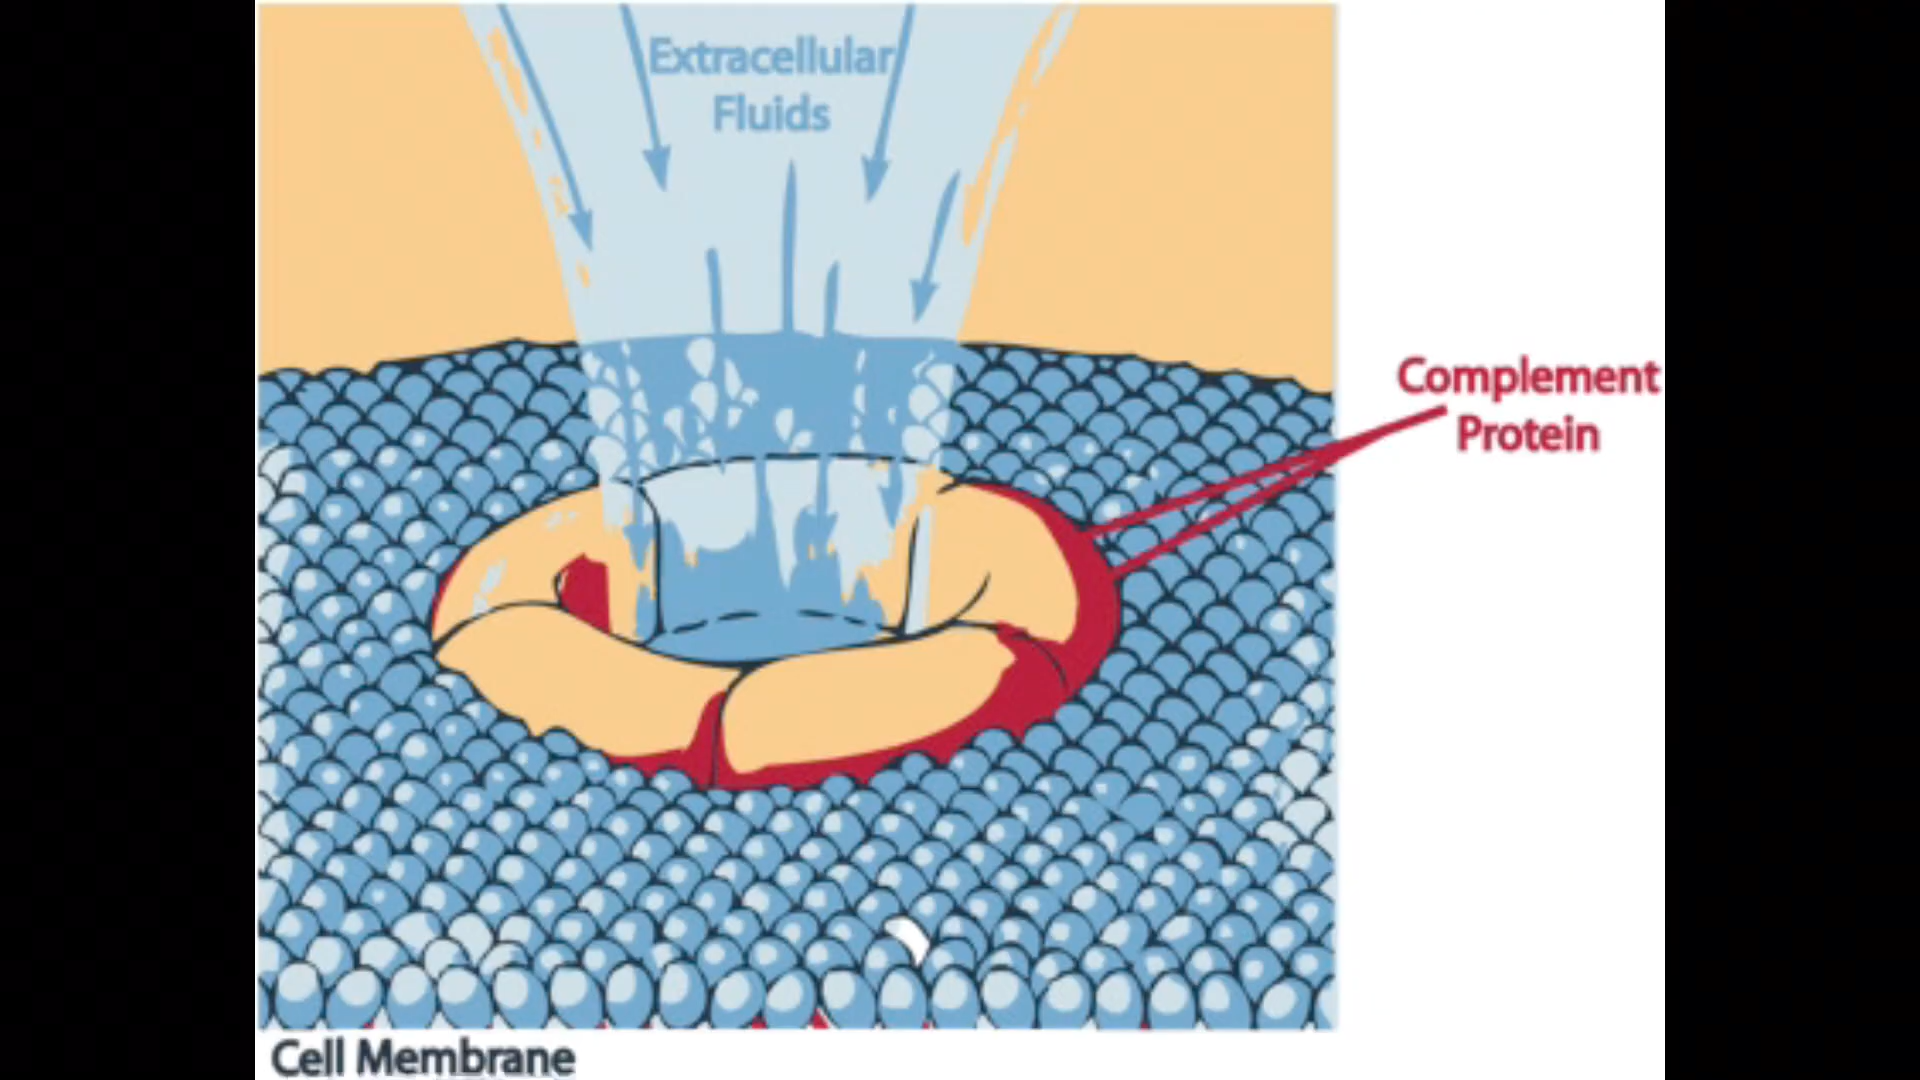 Extracellular
Fluids
Complement
Protein
Cell Membrane